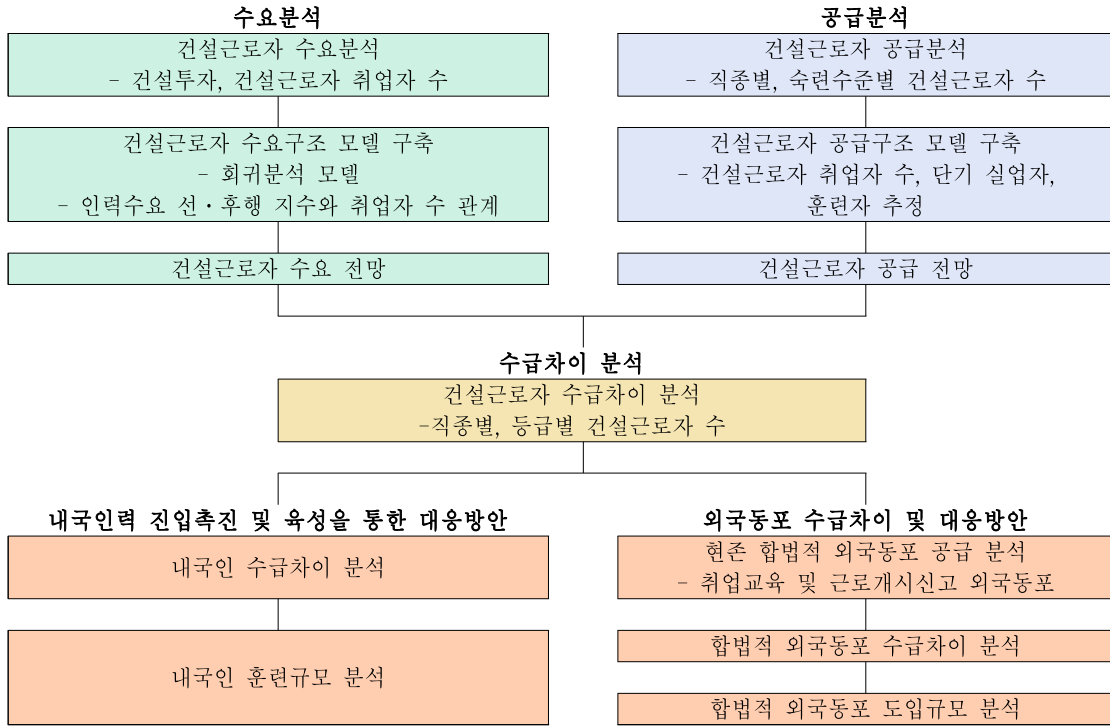 수요분석
건설근로자 수요분석
- 건설투자, 건설근로자 취업자 수
건설근로자 수요구조 모델 구축
- 회귀분석 모델
- 인력수요 선·후행 지수와 취업자 수 관계
건설근로자 수요 전망
공급분석
건설근로자 공급분석
- 직종별, 숙련수준별 건설근로자 수
건설근로자 공급구조 모델 구축
- 건설근로자 취업자 수, 단기 실업자,
훈련자 추정
건설근로자 공급 전망
수급차이 분석
건설근로자 수급차이 분석
-직종별, 등급별 건설근로자 수
내국인력 진입촉진 및 육성을 통한 대응방안
내국인 수급차이 분석
내국인 훈련규모 분석
외국동포 수급차이 및 대응방안
현존 합법적 외국동포 공급 분석
- 취업교육 및 근로개시신고 외국동포
합법적 외국동포 수급차이 분석
합법적 외국동포 도입규모 분석